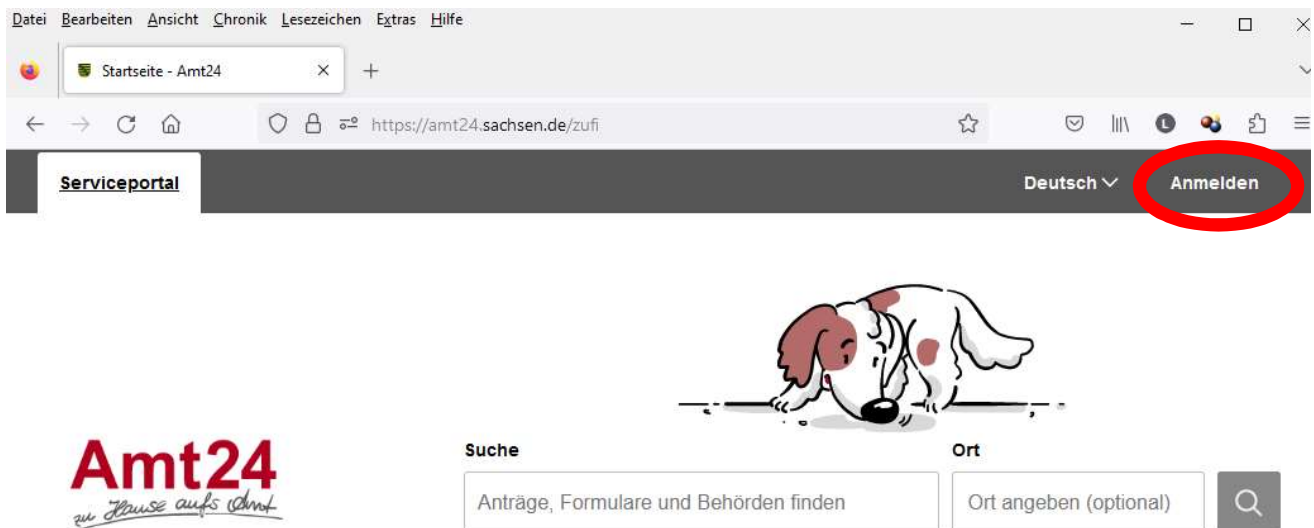 Datei Bearbeiten Ansicht Chronik Lesezeichen Extras Hilfe
Startseite - Amt24
https://amt24.sachsen.de/zufi
L
Serviceportal Deutsch Anmelden
Suche Ort
Amt24
zu Hause aufs Amt
Anträge, Formulare und Behörden finden Ort angeben (optional)